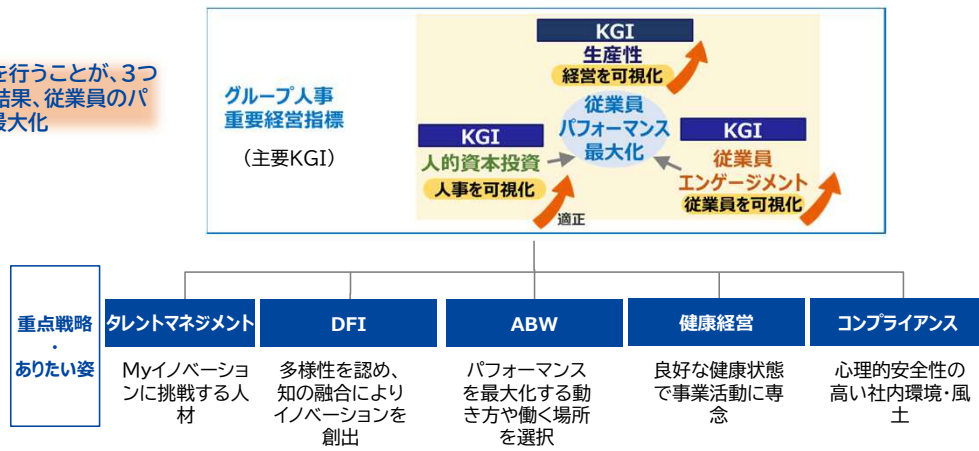 を行うことが、3つ
結果、従業員のパ
最大化
グループ人事
重要経営指標
（主要KGI）
KGI
生産性
経営を可視化
従業員
パフォーマンス
最大化
KGI
人的資本投資
人事を可視化
適正
KGI
従業員
エンゲージメント
従業員を可視化
重点戦略
・
ありたい姿
タレントマネジメント
Myイノベーショ
ンに挑戦する人
材
DFI
多様性を認め、
知の融合により
イノベーションを
創出
ABW
パフォーマンス
を最大化する動
き方や働く場所
を選択
健康経営
良好な健康状態
で事業活動に専
念
コンプライアンス
心理的安全性の
高い社内環境・風
土